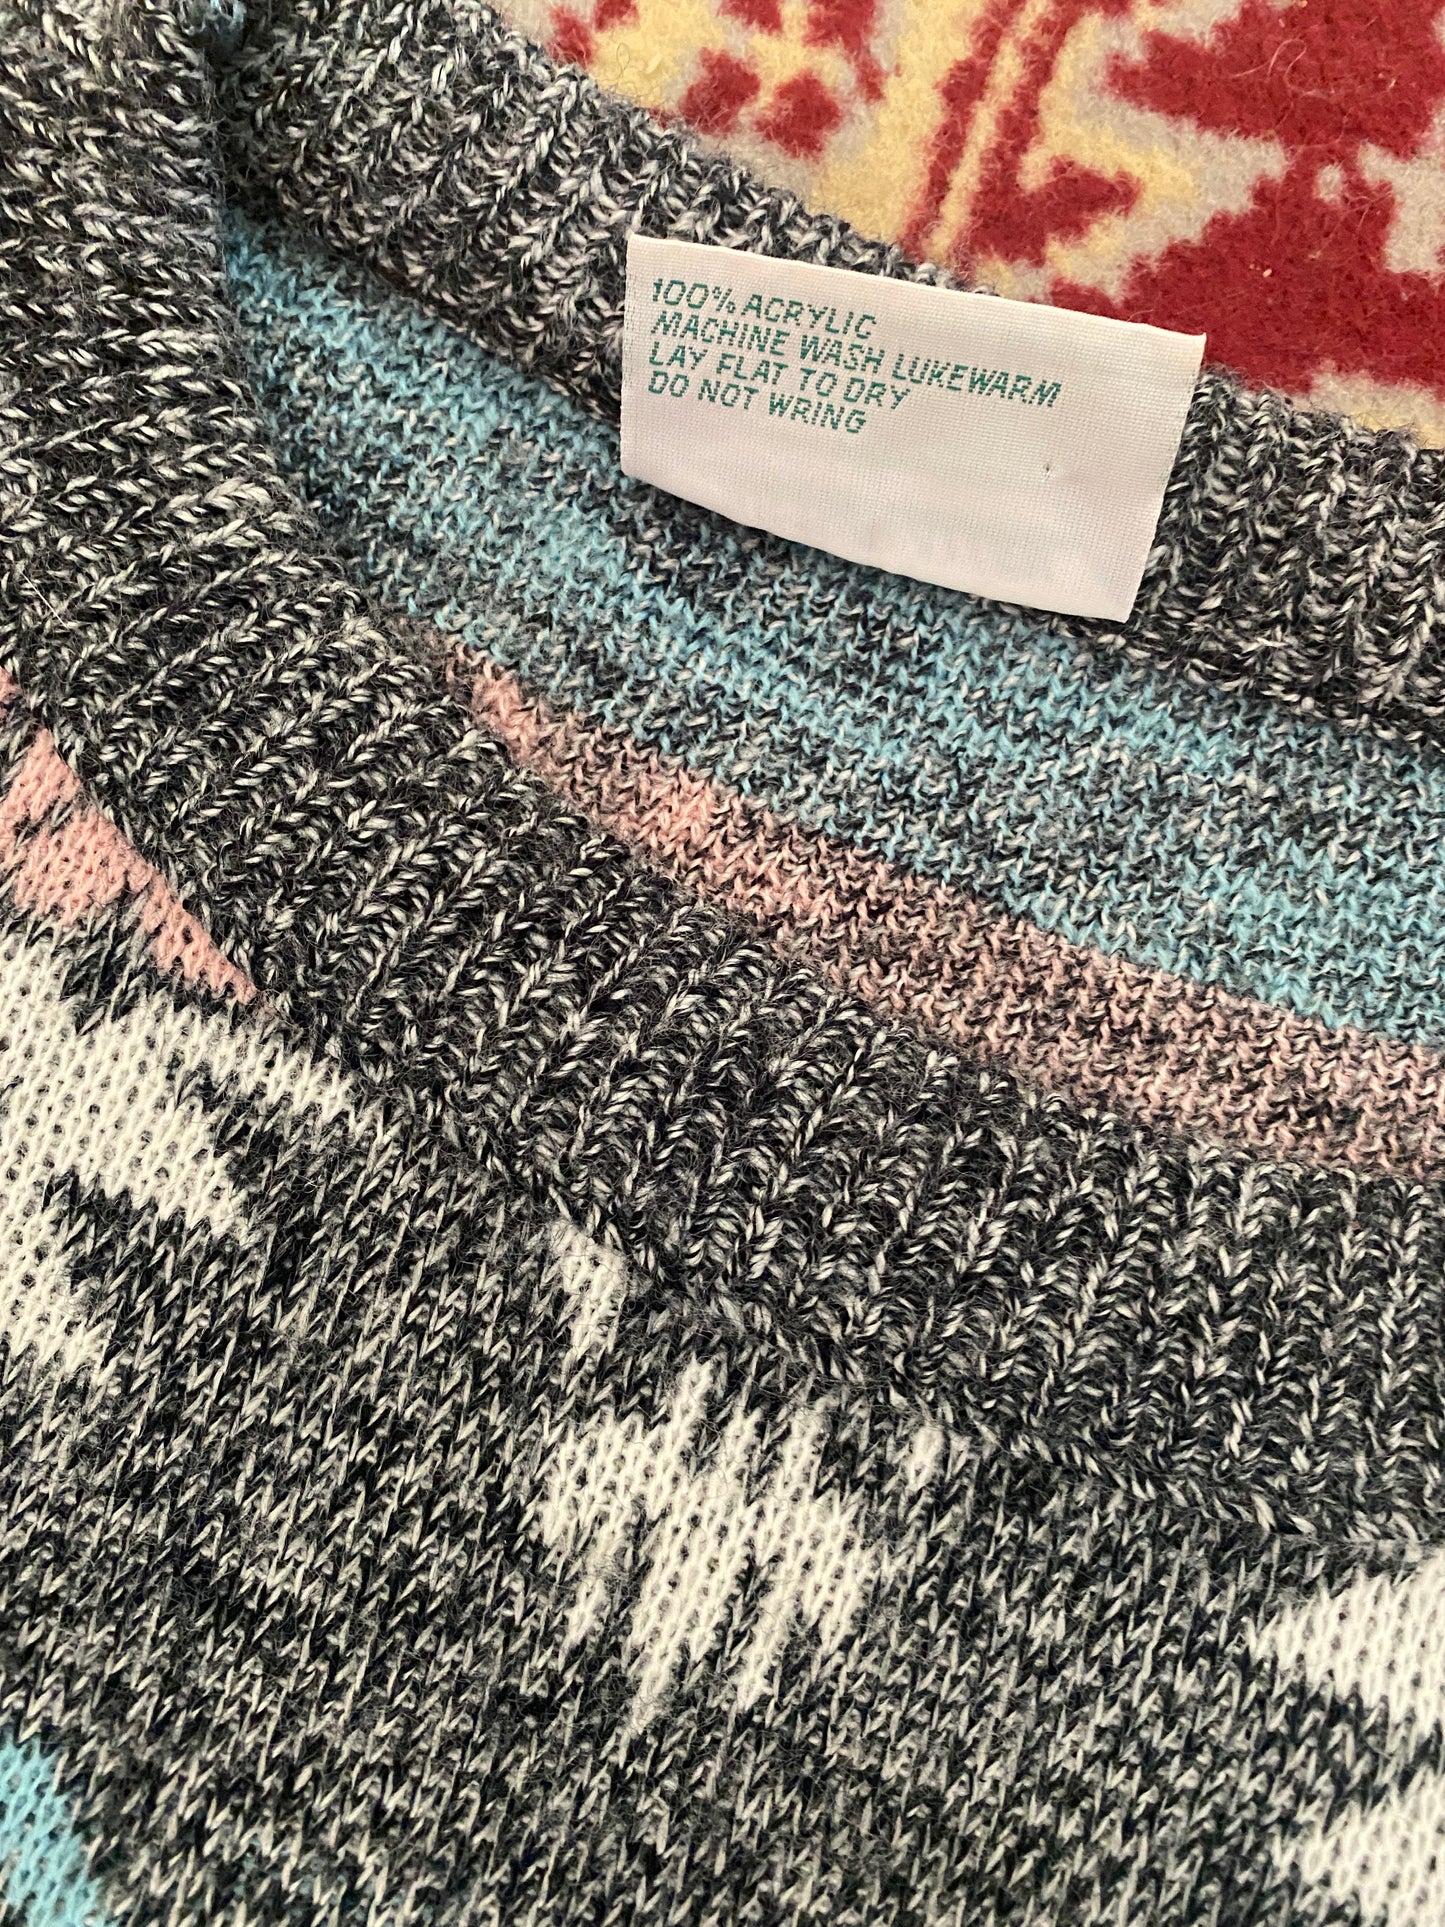 100% ACRYLIC
MACHINE WASH LUKEWARM
LAY FLAT TO DRY
DO NOT WRING